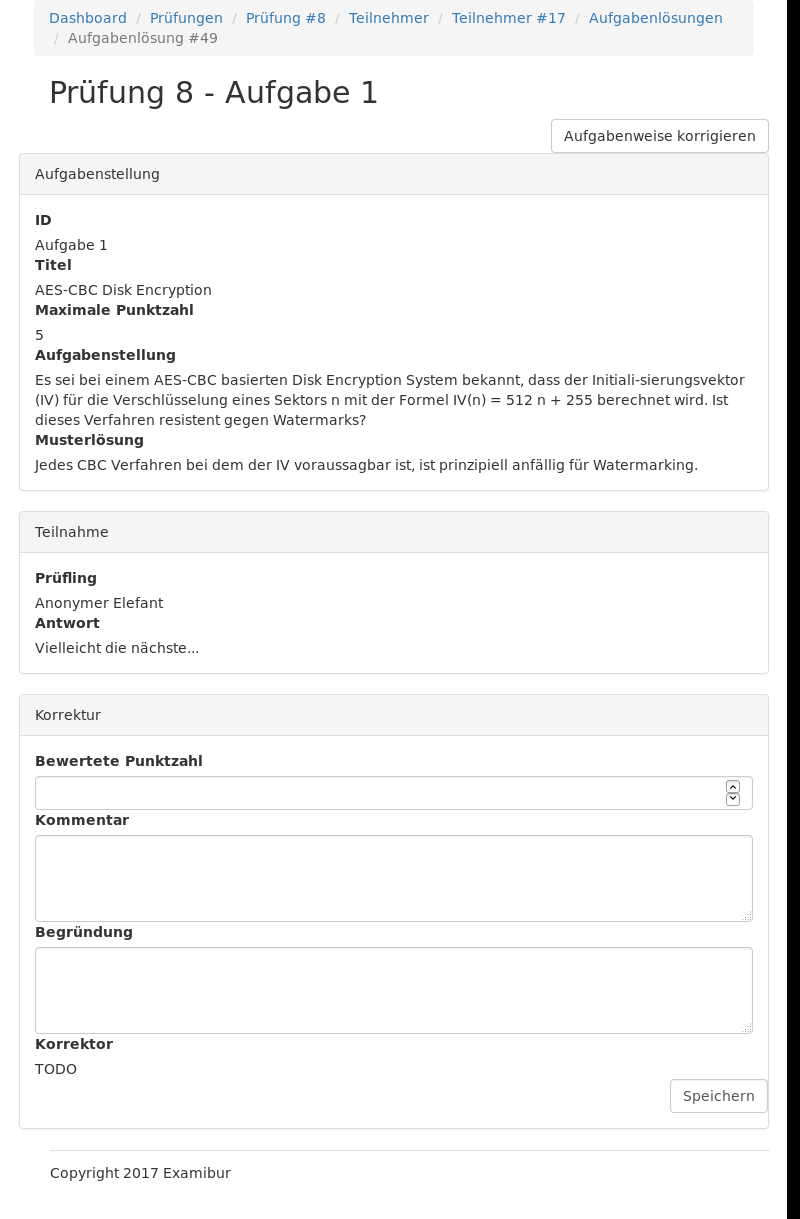 Dashboard / Prüfungen / Prüfung #8 / Teilnehmer / Teilnehmer #17 / Aufgabenlösungen
/ Aufgabenlösung #49
Prüfung 8 - Aufgabe 1
Aufgabenweise korrigieren
Aufgabenstellung
ID
Aufgabe 1
Titel
AES-CBC Disk Encryption
Maximale Punktzahl
5
Aufgabenstellung
Es sei bei einem AES-CBC basierten Disk Encryption System bekannt, dass der Initiali-sierungsvektor
(IV) für die Verschlüsselung eines Sektors n mit der Formel IV(n) = 512 n + 255 berechnet wird. Ist
dieses Verfahren resistent gegen Watermarks?
Musterlösung
Jedes CBC Verfahren bei dem der IV voraussagbar ist, ist prinzipiell anfällig für Watermarking.
Teilnahme
Prüfling
Anonymer Elefant
Antwort
Vielleicht die nächste...
Korrektur
Bewertete Punktzahl
Kommentar
Begründung
Korrektor
TODO
Speichern
Copyright 2017 Examibur